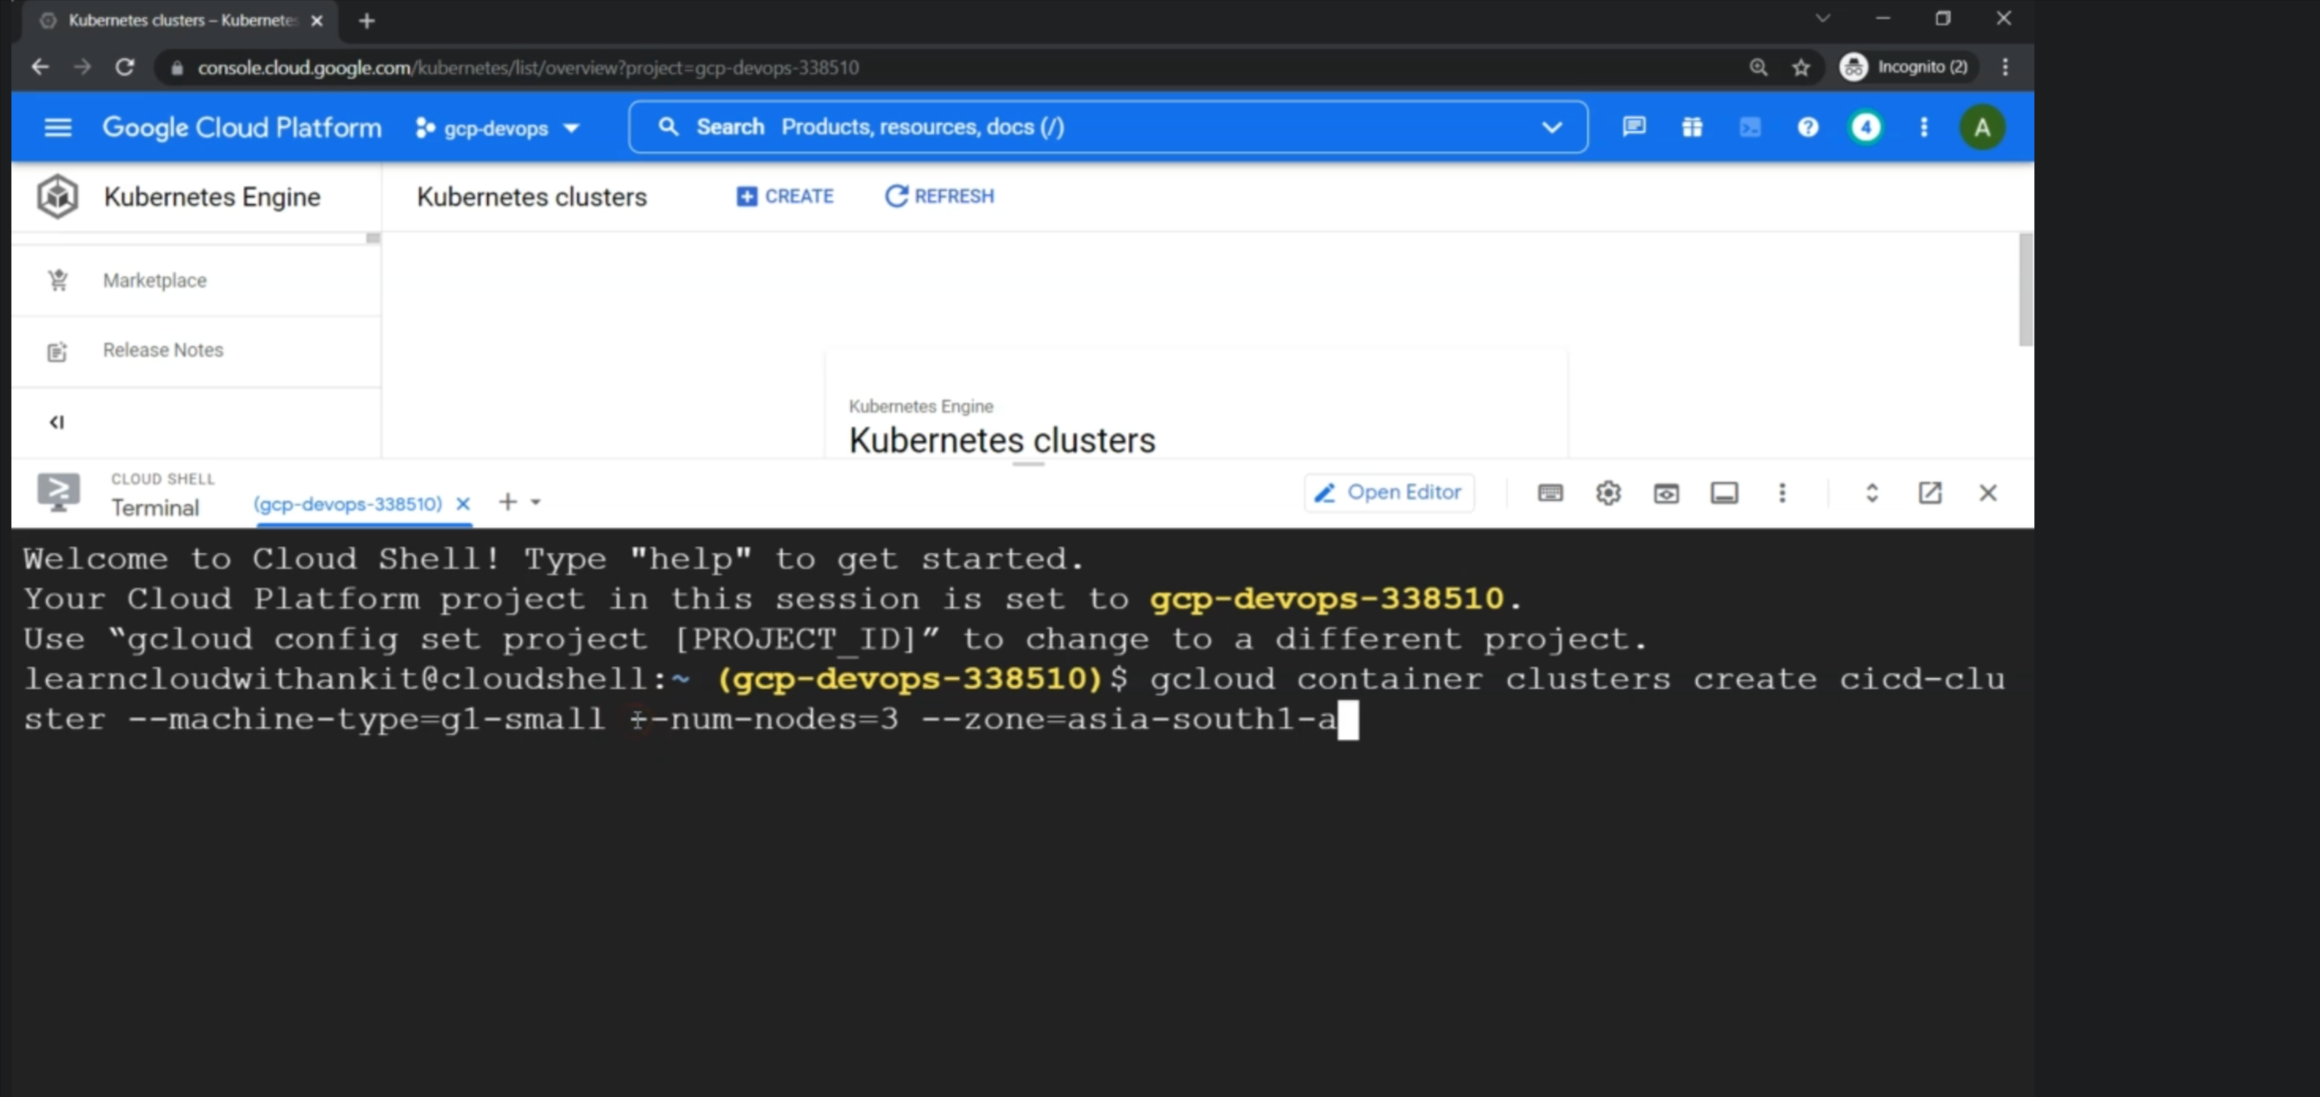 Kubernetes clusters – Kubernetes
console.cloud.google.com/kubernetes/list/overview?project=gcp-devops-338510
Incognito (2)
Google Cloud Platform
gcp-devops
Search Products, resources, docs (/)
4
A
Kubernetes Engine
Kubernetes clusters
CREATE
REFRESH
Marketplace
Release Notes
Kubernetes Engine
Kubernetes clusters
CLOUD SHELL
Terminal
(gcp-devops-338510)
Open Editor
Welcome to Cloud Shell! Type "help" to get started.
Your Cloud Platform project in this session is set to gcp-devops-338510.
Use “gcloud config set project [PROJECT_ID]” to change to a different project.
learncloudwithankit@cloudshell:~ (gcp-devops-338510)$ gcloud container clusters create cicd-clu
ster --machine-type=g1-small --num-nodes=3 --zone=asia-south1-a